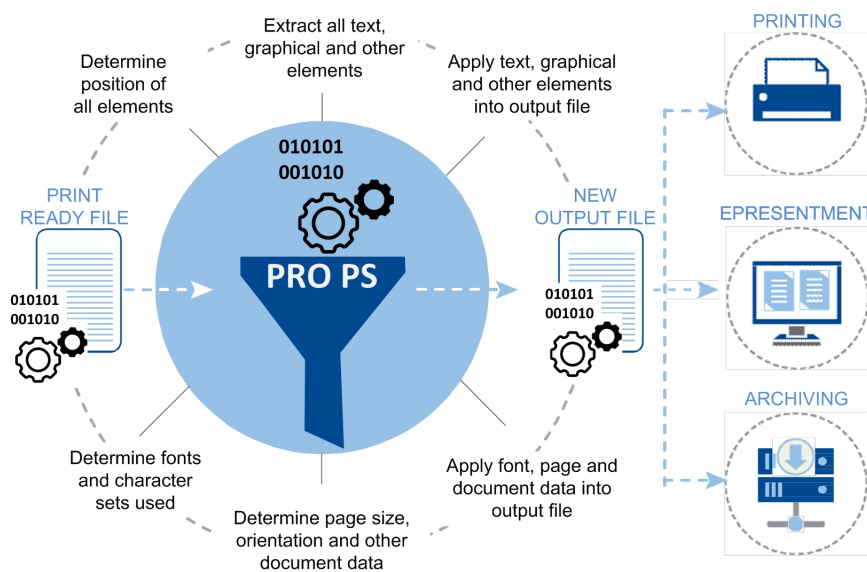 Extract all text,
graphical and other
elements
Determine
position of
all elements
Apply text, graphical
and other elements
into output file
PRINTING
010101
001010
PRINT
READY FILE
NEW
OUTPUT FILE
EPRESENTMENT
PRO PS
010101
001010
010101
001010
ARCHIVING
Determine fonts
and character
sets used
Apply font, page and
document data into
output file
Determine page size,
orientation and other
document data